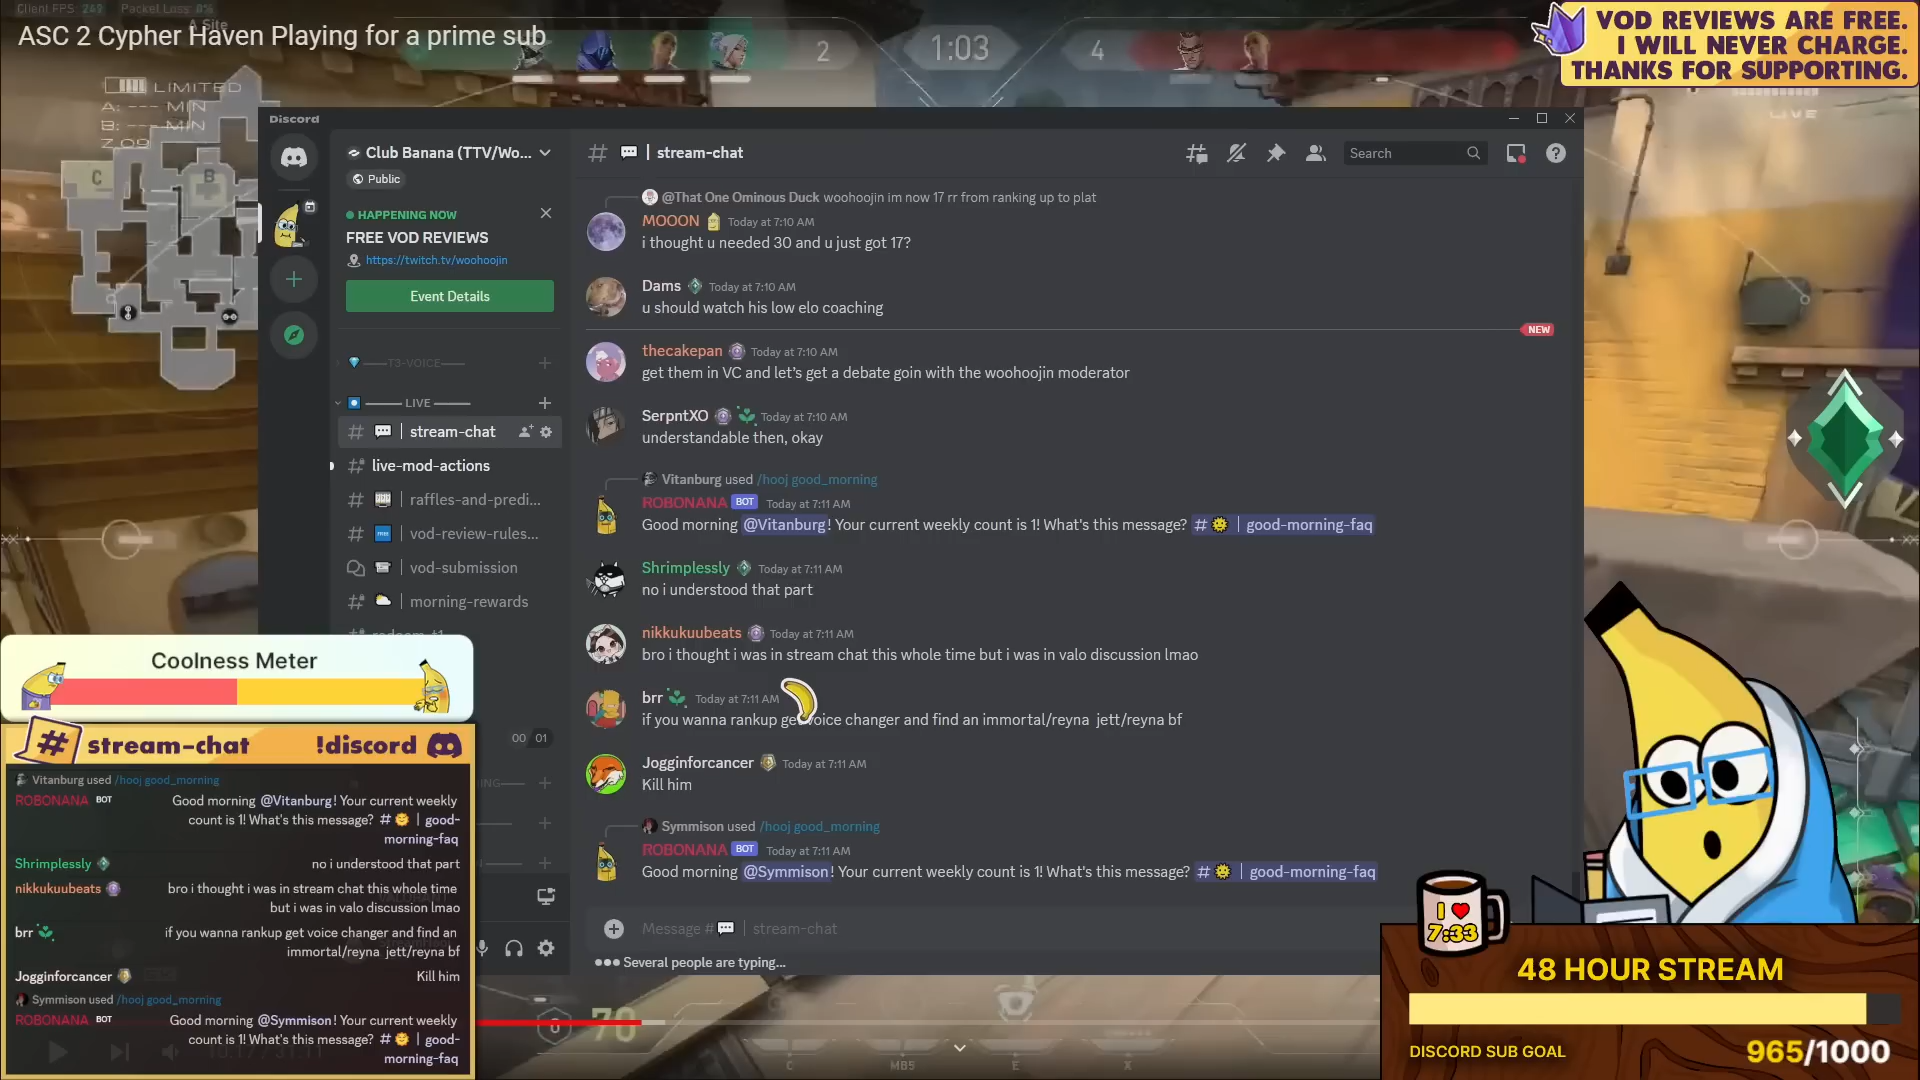 Client FPS: 249 Packet Loss: 0%
A Site
ASC 2 Cypher Haven Playing for a prime sub
2
1:03
4
VOD REVIEWS ARE FREE.
I WILL NEVER CHARGE.
THANKS FOR SUPPORTING.
LIMITED
A: --- MIN
B: --- MIN
C
B
LIVE
Discord
Club Banana (TTV/Wo...
Public
HAPPENING NOW
FREE VOD REVIEWS
https://twitch.tv/woohoojin
Event Details
T3-VOICE
LIVE
stream-chat
live-mod-actions
raffles-and-predi...
vod-review-rules...
vod-submission
morning-rewards
00 01
# | stream-chat
Search
@That One Ominous Duck woohoojin im now 17 rr from ranking up to plat
MOOON Today at 7:10 AM
i thought u needed 30 and u just got 17?
Dams Today at 7:10 AM
u should watch his low elo coaching
NEW
thecakepan Today at 7:10 AM
get them in VC and let's get a debate goin with the woohoojin moderator
SerpntXO Today at 7:10 AM
understandable then, okay
Vitanburg used /hooj good_morning
ROBONANA BOT Today at 7:11 AM
Good morning @Vitanburg! Your current weekly count is 1! What's this message? # | good-morning-faq
Shrimplessly Today at 7:11 AM
no i understood that part
nikkukuubeats Today at 7:11 AM
bro i thought i was in stream chat this whole time but i was in valo discussion lmao
brr Today at 7:11 AM
if you wanna rankup get voice changer and find an immortal/reyna jett/reyna bf
Jogginforcancer Today at 7:11 AM
Kill him
Symmison used /hooj good_morning
ROBONANA BOT Today at 7:11 AM
Good morning @Symmison! Your current weekly count is 1! What's this message? # | good-morning-faq
Message # | stream-chat
Several people are typing...
Coolness Meter
# stream-chat !discord
Vitanburg used /hooj good_morning
ROBONANA BOT Good morning @Vitanburg! Your current weekly
count is 1! What's this message? # | good-
morning-faq
Shrimplessly no i understood that part
nikkukuubeats bro i thought i was in stream chat this whole time
but i was in valo discussion lmao
brr if you wanna rankup get voice changer and find an
immortal/reyna jett/reyna bf
Jogginforcancer Kill him
Symmison used /hooj good_morning
ROBONANA BOT Good morning @Symmison! Your current weekly
count is 1! What's this message? # | good-
morning-faq
C
MB5
E
X
I ❤
7:33
48 HOUR STREAM
DISCORD SUB GOAL
965/1000